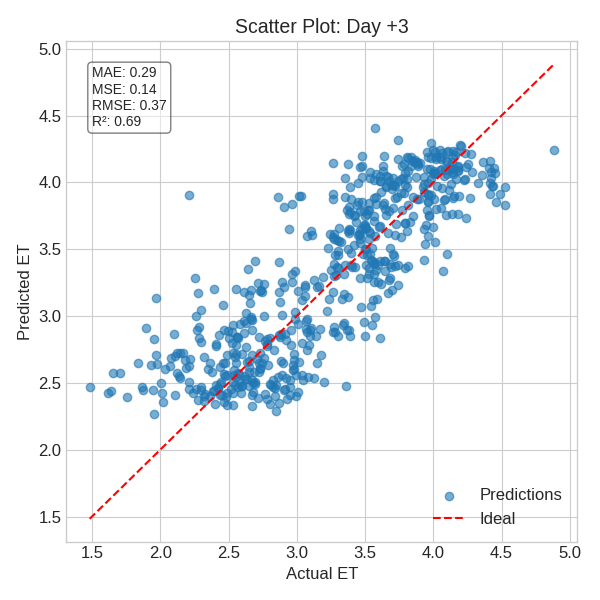 Scatter Plot: Day +3
MAE: 0.29
MSE: 0.14
RMSE: 0.37
R²: 0.69
5.0
4.5
4.0
3.5
3.0
2.5
2.0
1.5
Predicted ET
Predictions
Ideal
1.5 2.0 2.5 3.0 3.5 4.0 4.5 5.0
Actual ET